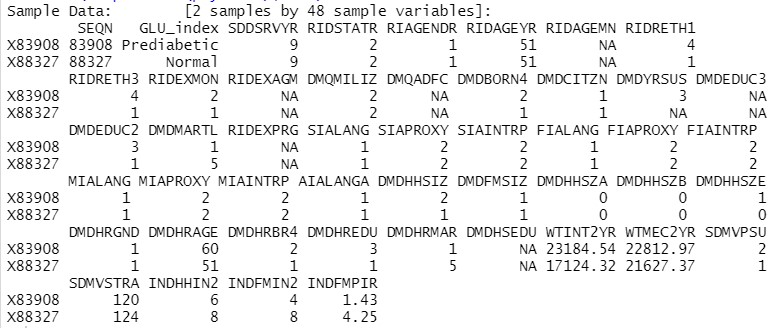 Sample Data: [2 samples by 48 sample variables]:
SEQN GLU_index SDDSRVYR RIDSTATR RIAGENDR RIDAGEYR RIDAGEMN RIDRETH1
X83908 83908 Prediabetic 9 2 1 51 NA 4
X88327 88327 Normal 9 2 1 51 NA 1
RIDRETH3 RIDEXMON RIDEXAGM DMQMILIZ DMQADFC DMDBORN4 DMDCITZN DMDYRSUS DMDEDUC3
X83908 4 2 NA 2 NA 2 1 3 NA
X88327 1 1 NA 2 NA 1 1 NA NA
DMDEDUC2 DMDMARTL RIDEXPRG SIALANG SIAPROXY SIAINTRP FIALANG FIAPROXY FIAINTRP
X83908 3 1 NA 1 2 2 1 2 2
X88327 1 5 NA 1 2 2 1 2 2
MIALANG MIAPROXY MIAINTRP AIALANGA DMDHHSIZ DMDFMSIZ DMDHHSZA DMDHHSZB DMDHHSZE
X83908 1 2 2 1 2 1 0 0 1
X88327 1 2 2 1 1 1 0 0 0
DMDHRGND DMDHRAGE DMDHRBR4 DMDHREDU DMDHRMAR DMDHSEDU WTINT2YR WTMEC2YR SDMVPSU
X83908 1 60 1 3 1 NA 23184.54 22812.97 2
X88327 1 51 1 1 5 NA 17124.32 21627.37 1
SDMVSTRA INDHHIN2 INDFMIN2 INDFMPIR
X83908 120 6 4 1.43
X88327 124 8 8 4.25